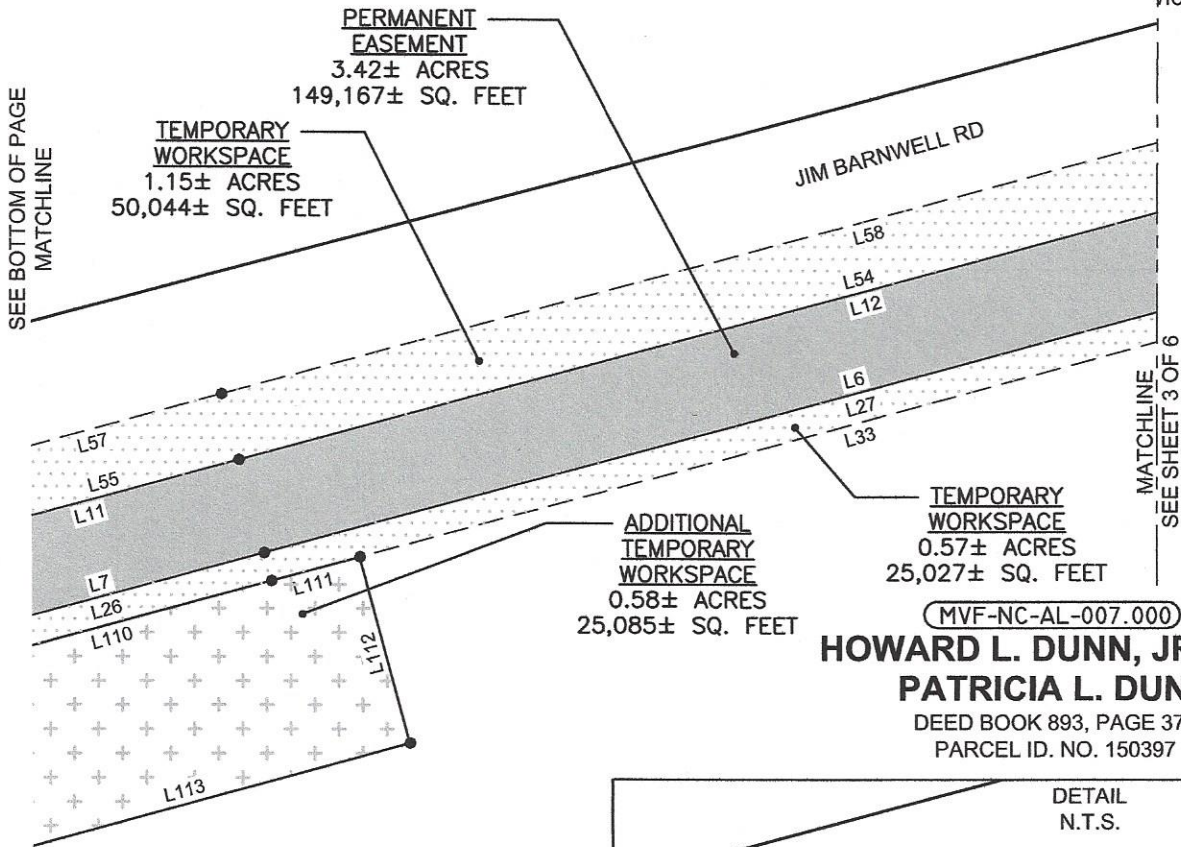 PERMANENT
EASEMENT
3.42± ACRES
149,167± SQ. FEET
TEMPORARY
WORKSPACE
1.15± ACRES
50,044± SQ. FEET
SEE BOTTOM OF PAGE
MATCHLINE
JIM BARNWELL RD
L58
L54
L12
L6
L27
L33
L57
L55
L11
L7
L26
L110
L111
L112
L113
MATCHLINE
SEE SHEET 3 OF 6
ADDITIONAL
TEMPORARY
WORKSPACE
0.58± ACRES
25,085± SQ. FEET
TEMPORARY
WORKSPACE
0.57± ACRES
25,027± SQ. FEET
MVF-NC-AL-007.000
HOWARD L. DUNN, JR
PATRICIA L. DUN
DEED BOOK 893, PAGE 37
PARCEL ID. NO. 150397
DETAIL
N.T.S.